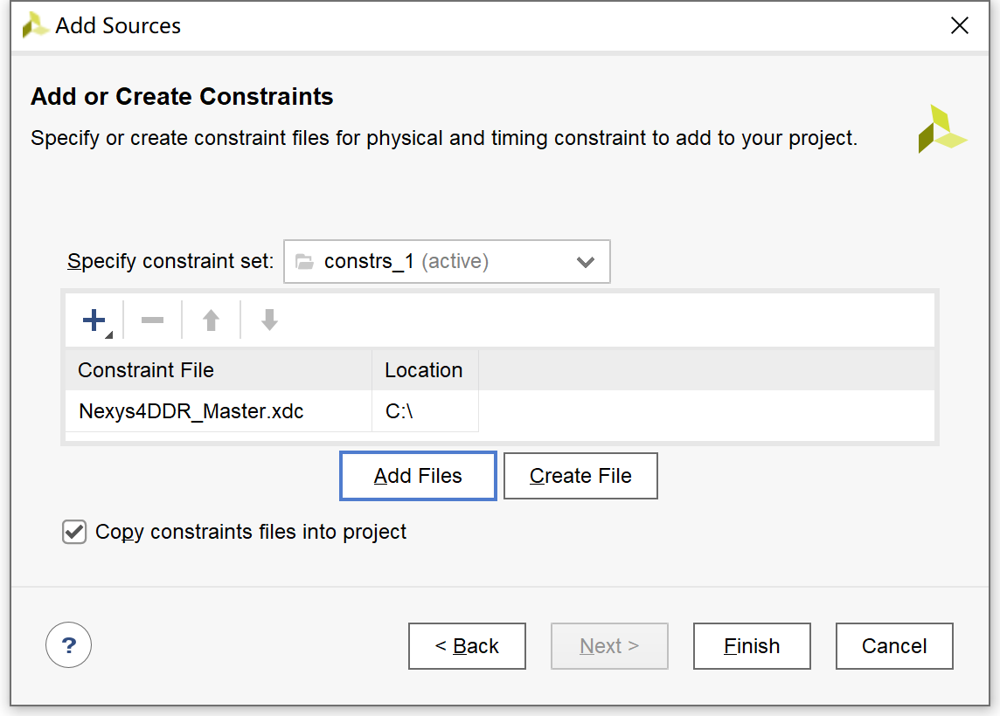 Add Sources
Add or Create Constraints
Specify or create constraint files for physical and timing constraint to add to your project.
Specify constraint set: constrs_1 (active)
Constraint File Location
Nexys4DDR_Master.xdc C:\
Add Files Create File
Copy constraints files into project
? < Back Next > Finish Cancel